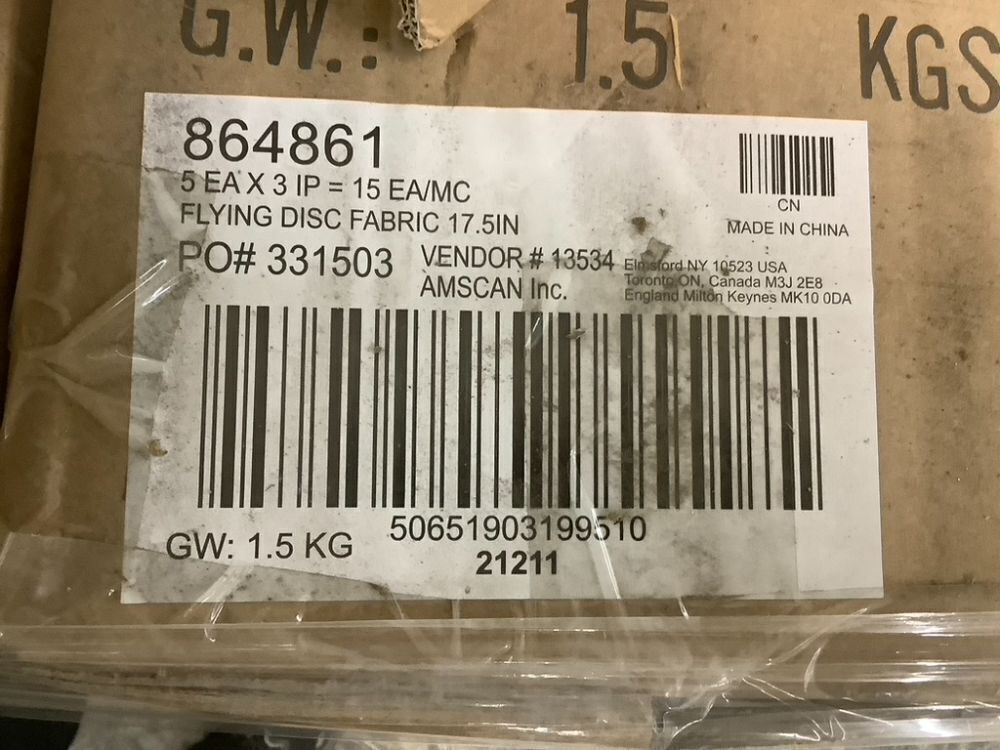 G.W.: 1.5 KGS
864861
5 EA X 3 IP = 15 EA/MC
FLYING DISC FABRIC 17.5IN
CN
MADE IN CHINA
PO# 331503
VENDOR # 13534
AMSCAN Inc.
Elmsford NY 10523 USA
Toronto ON, Canada M3J 2E8
England Milton Keynes MK10 0DA
50651903199510
GW: 1.5 KG
21211